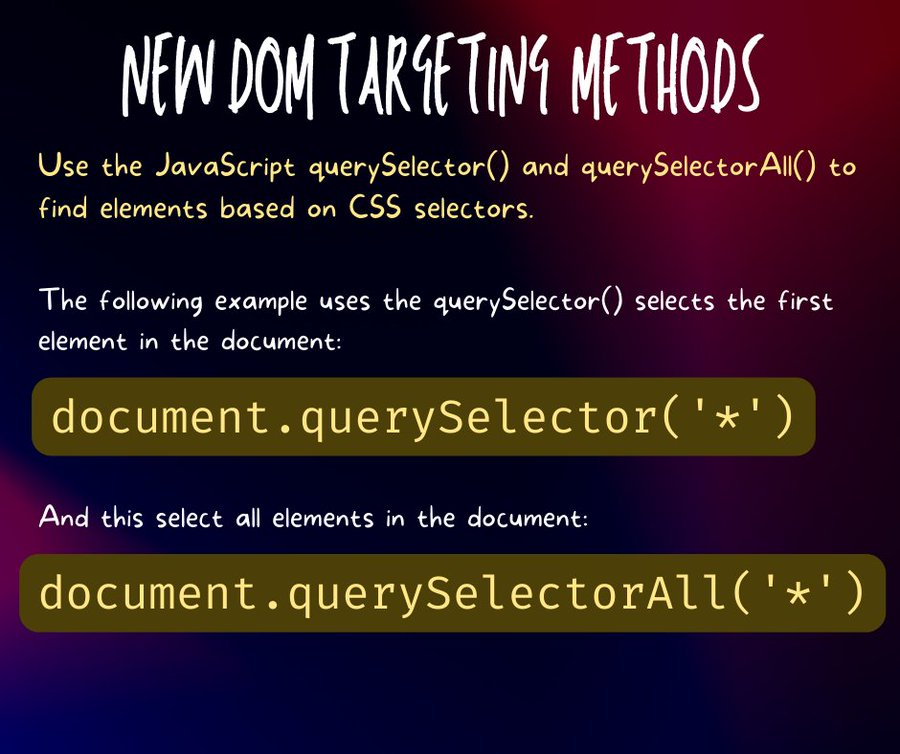 NEW DOM TARGETING METHODS
Use the JavaScript querySelector() and querySelectorAll() to
find elements based on CSS selectors.
The following example uses the querySelector() selects the first
element in the document:
document.querySelector('*')
And this select all elements in the document:
document.querySelectorAll('*')